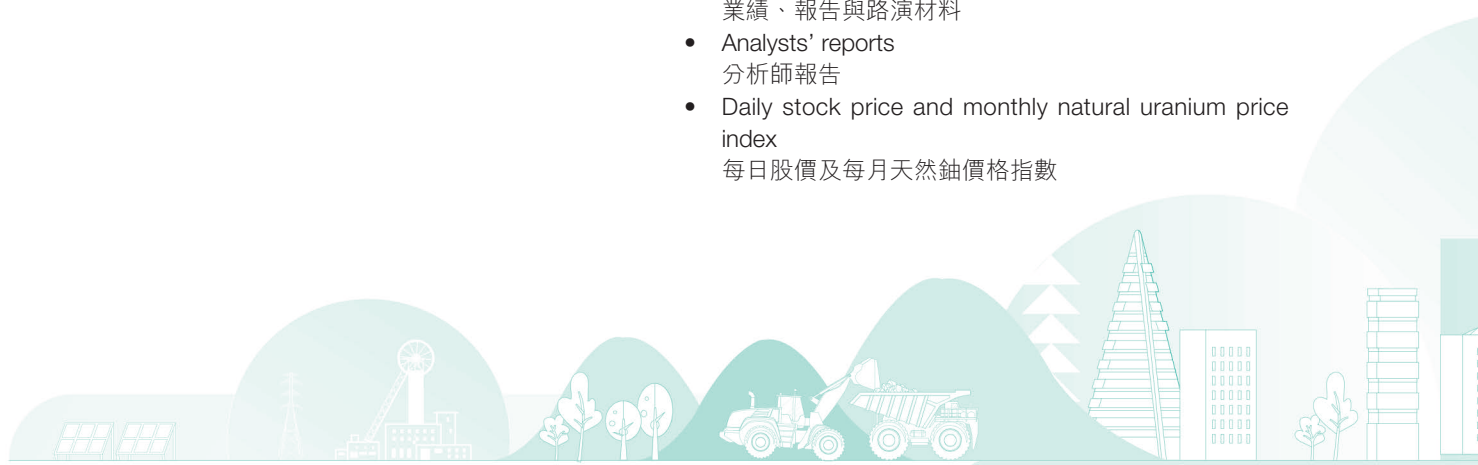 業績、報告與路演材料
• Analysts’ reports
分析師報告
• Daily stock price and monthly natural uranium price
index
每日股價及每月天然鈾價格指數